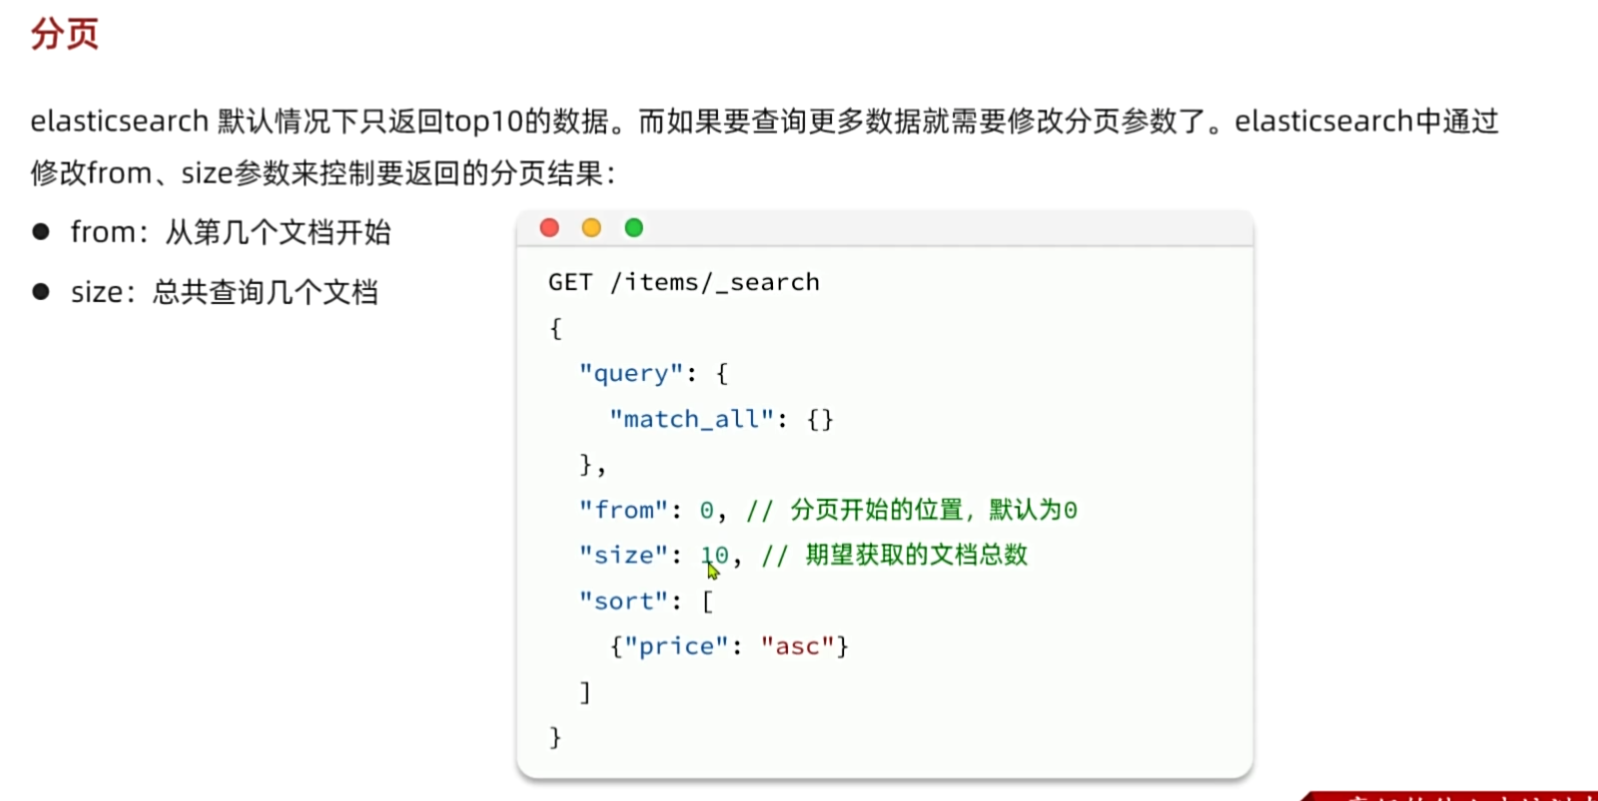 分页
elasticsearch 默认情况下只返回top10的数据。而如果要查询更多数据就需要修改分页参数了。elasticsearch中通过
修改from、size参数来控制要返回的分页结果：
● from：从第几个文档开始
● size：总共查询几个文档
GET /items/_search
{
  "query": {
    "match_all": {}
  },
  "from": 0, // 分页开始的位置，默认为0
  "size": 10, // 期望获取的文档总数
  "sort": [
    {"price": "asc"}
  ]
}